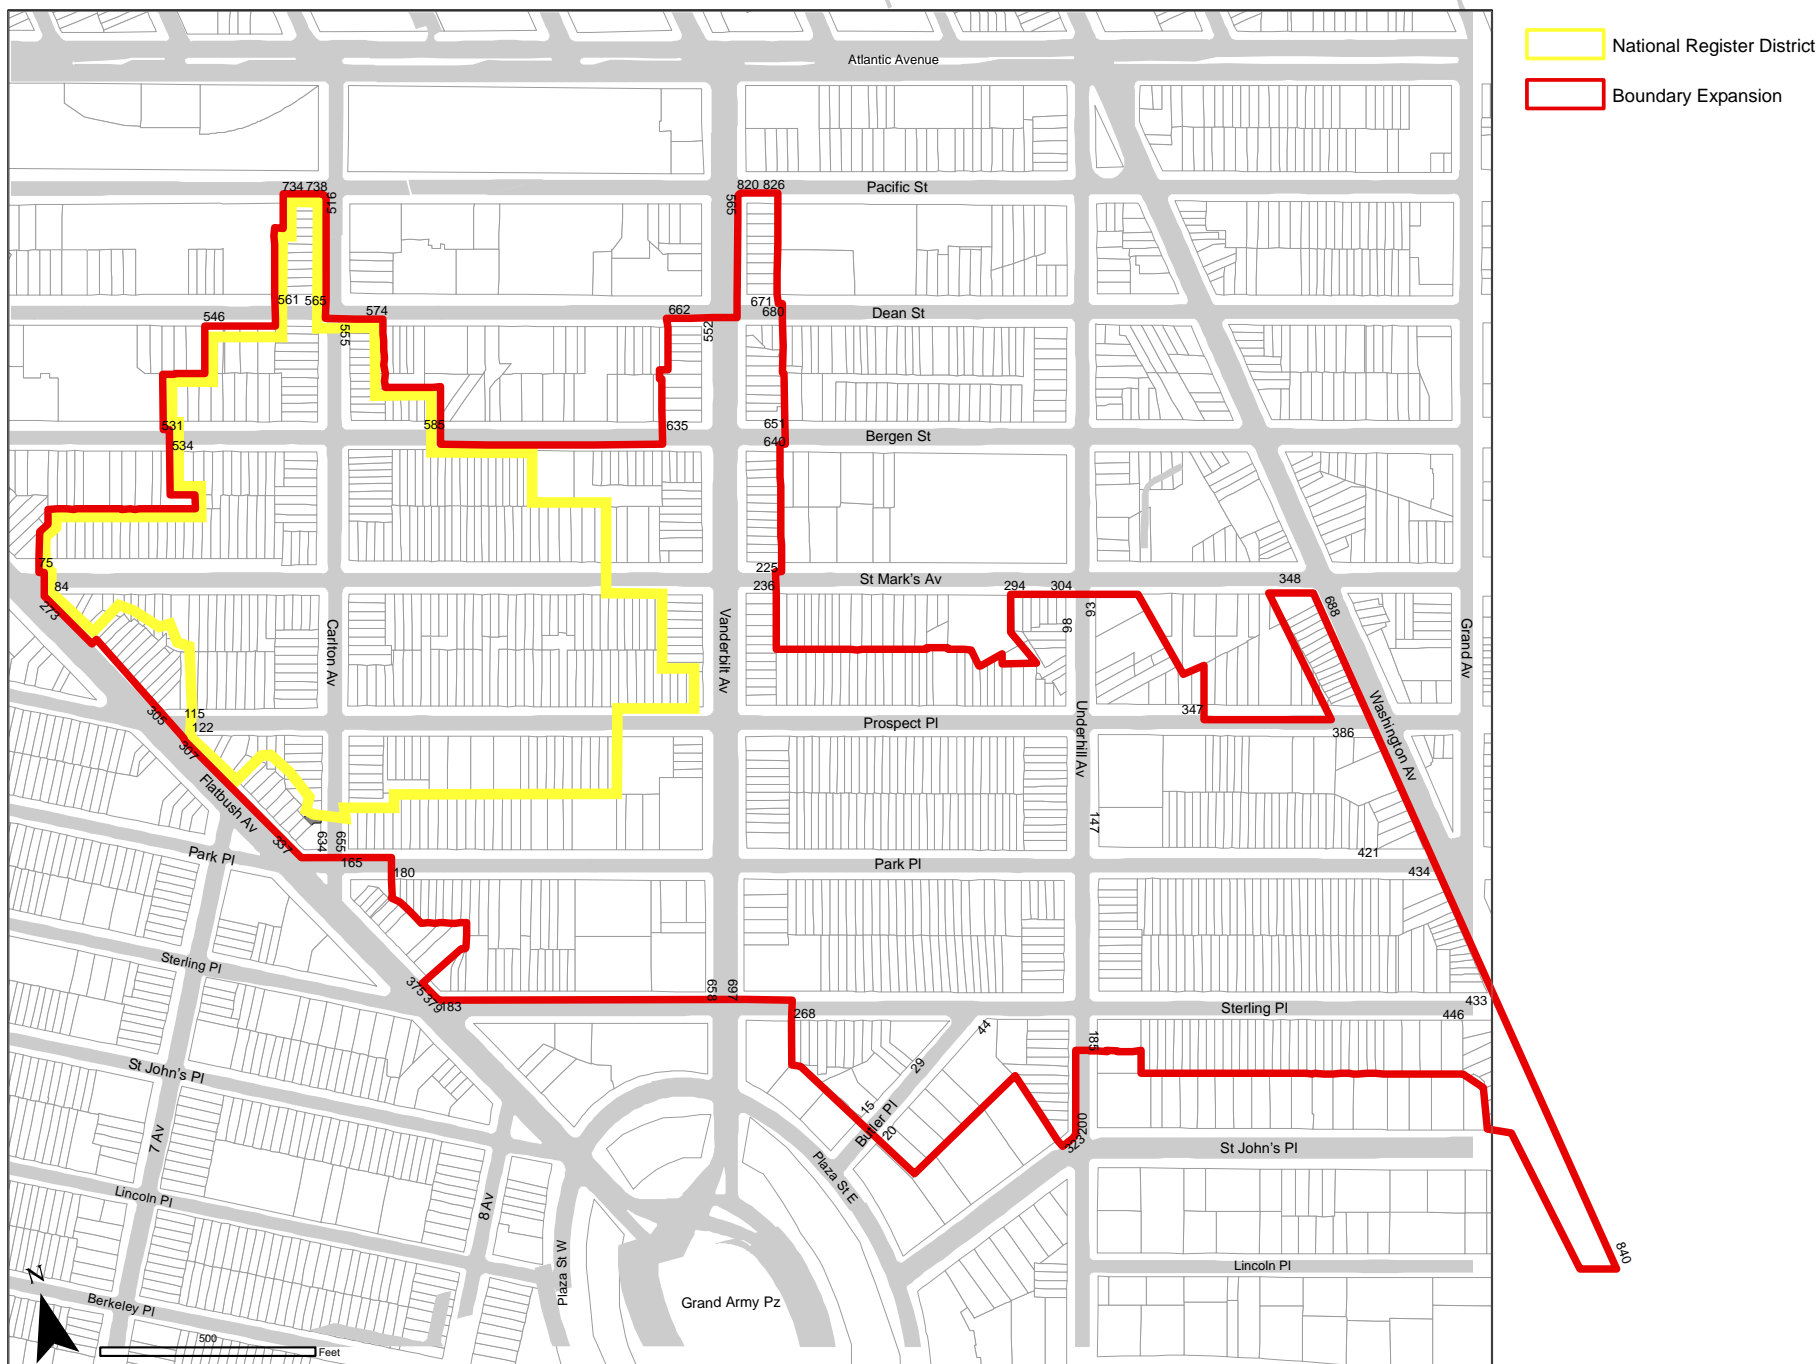 National Register District
Boundary Expansion
Atlantic Avenue
734 738
516
820 826
565
Pacific St
561 565
546
574
555
662
552
671
680
Dean St
531
534
585
635
651
640
Bergen St
75
84
273
225
236
St Mark's Av
294
304
98
93
348
688
Carlton Av
Vanderbilt Av
Underhill Av
Washington Av
Grand Av
115
122
305
307
Prospect Pl
347
386
Flatbush Av
337
634
655
165
147
421
434
Park Pl
Park Pl
180
Sterling Pl
375 379
183
658
697
268
Sterling Pl
433
446
44
29
15
20
Butler Pl
185
200
323
St John's Pl
St John's Pl
7 Av
8 Av
Lincoln Pl
Plaza St W
Plaza St E
Lincoln Pl
840
Grand Army Pz
Berkeley Pl
N
500
Feet